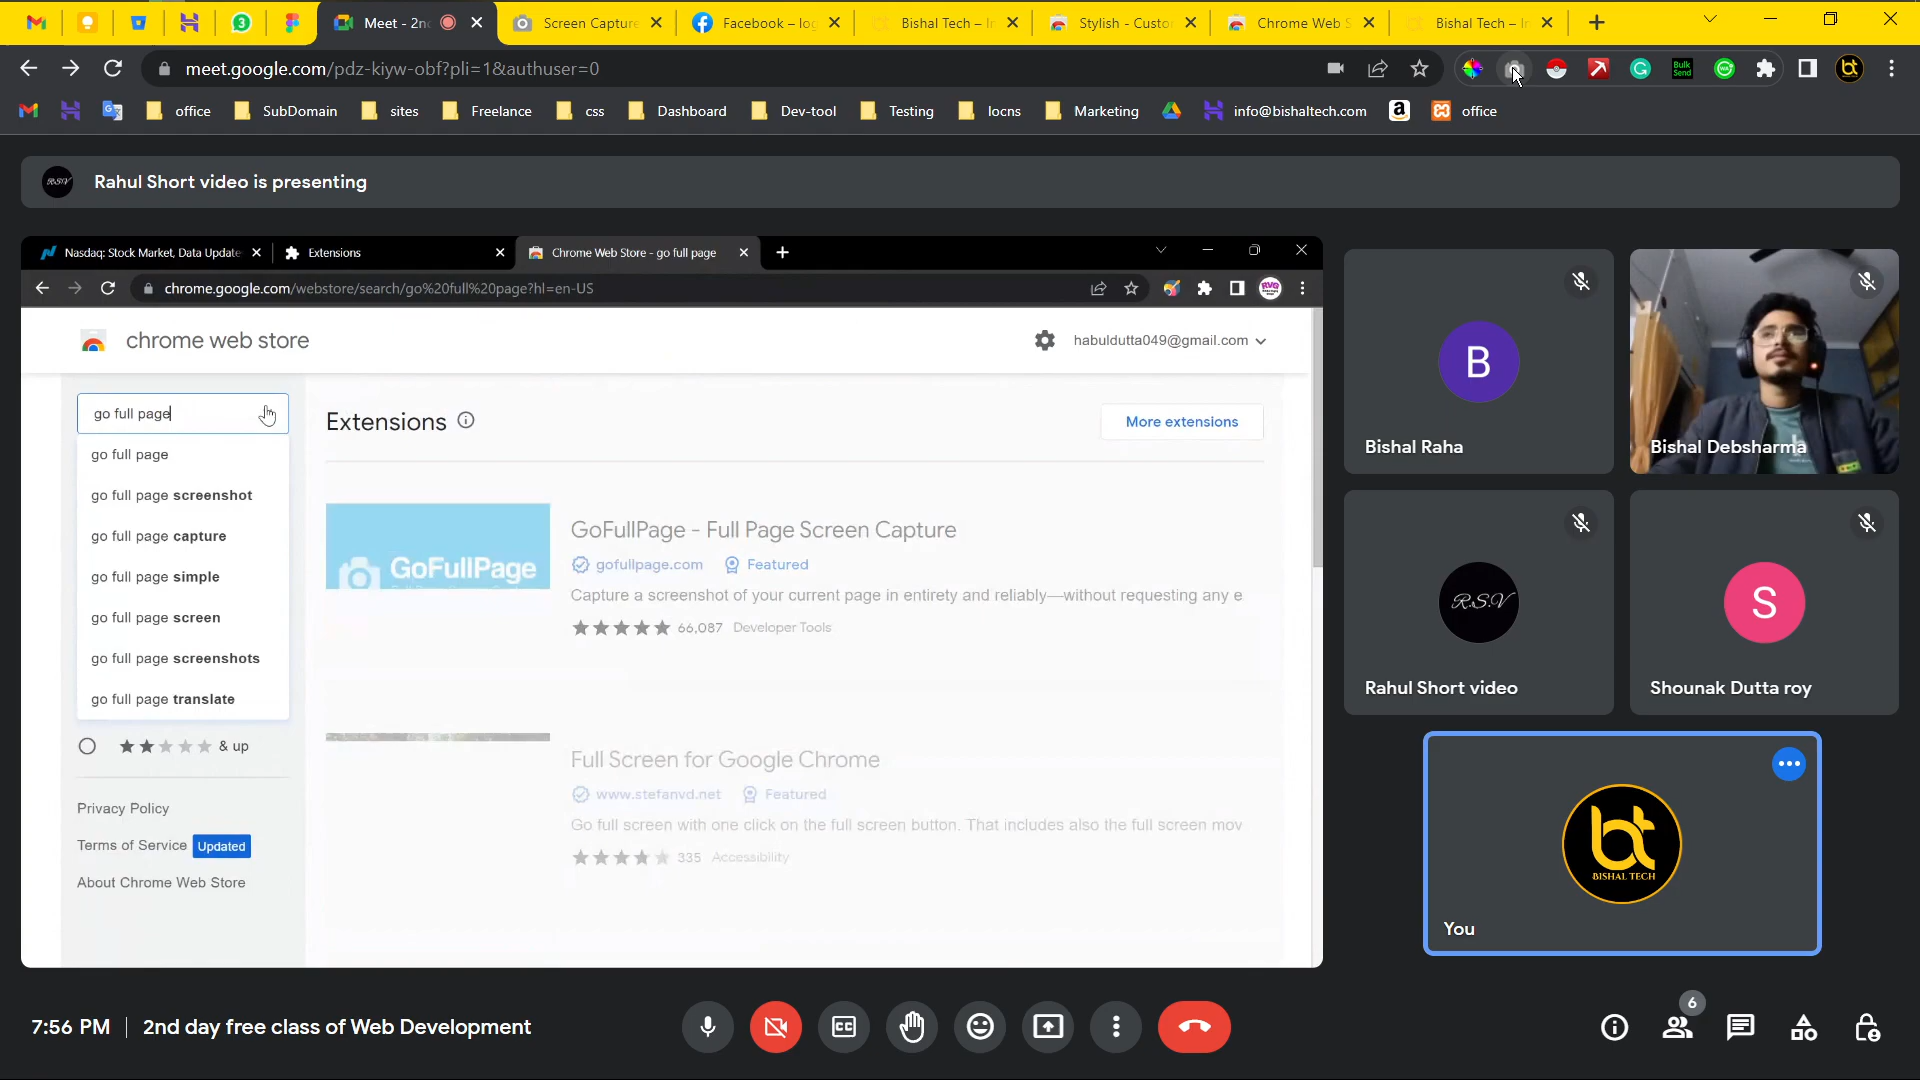 3
Meet - 2n
Screen Capture
Facebook – log
Bishal Tech – In
Stylish - Custo
Chrome Web S
Bishal Tech – In
meet.google.com/pdz-kiyw-obf?pli=1&authuser=0
Bulk
Send
bt
office
SubDomain
sites
Freelance
css
Dashboard
Dev-tool
Testing
locns
Marketing
info@bishaltech.com
office
R.S.V
Rahul Short video is presenting
Nasdaq: Stock Market, Data Update
Extensions
Chrome Web Store - go full page
chrome.google.com/webstore/search/go%20full%20page?hl=en-US
chrome web store
habuldutta049@gmail.com
go full page
go full page
go full page screenshot
go full page capture
go full page simple
go full page screen
go full page screenshots
go full page translate
& up
Privacy Policy
Terms of Service Updated
About Chrome Web Store
Extensions
More extensions
GoFullPage
GoFullPage - Full Page Screen Capture
gofullpage.com Featured
Capture a screenshot of your current page in entirety and reliably—without requesting any e
66,087 Developer Tools
Full Screen for Google Chrome
www.stefanvd.net Featured
Go full screen with one click on the full screen button. That includes also the full screen mov
335 Accessibility
B
Bishal Raha
Bishal Debsharma
R.S.V
Rahul Short video
S
Shounak Dutta roy
bt
BISHAL TECH
You
7:56 PM | 2nd day free class of Web Development
CC
6